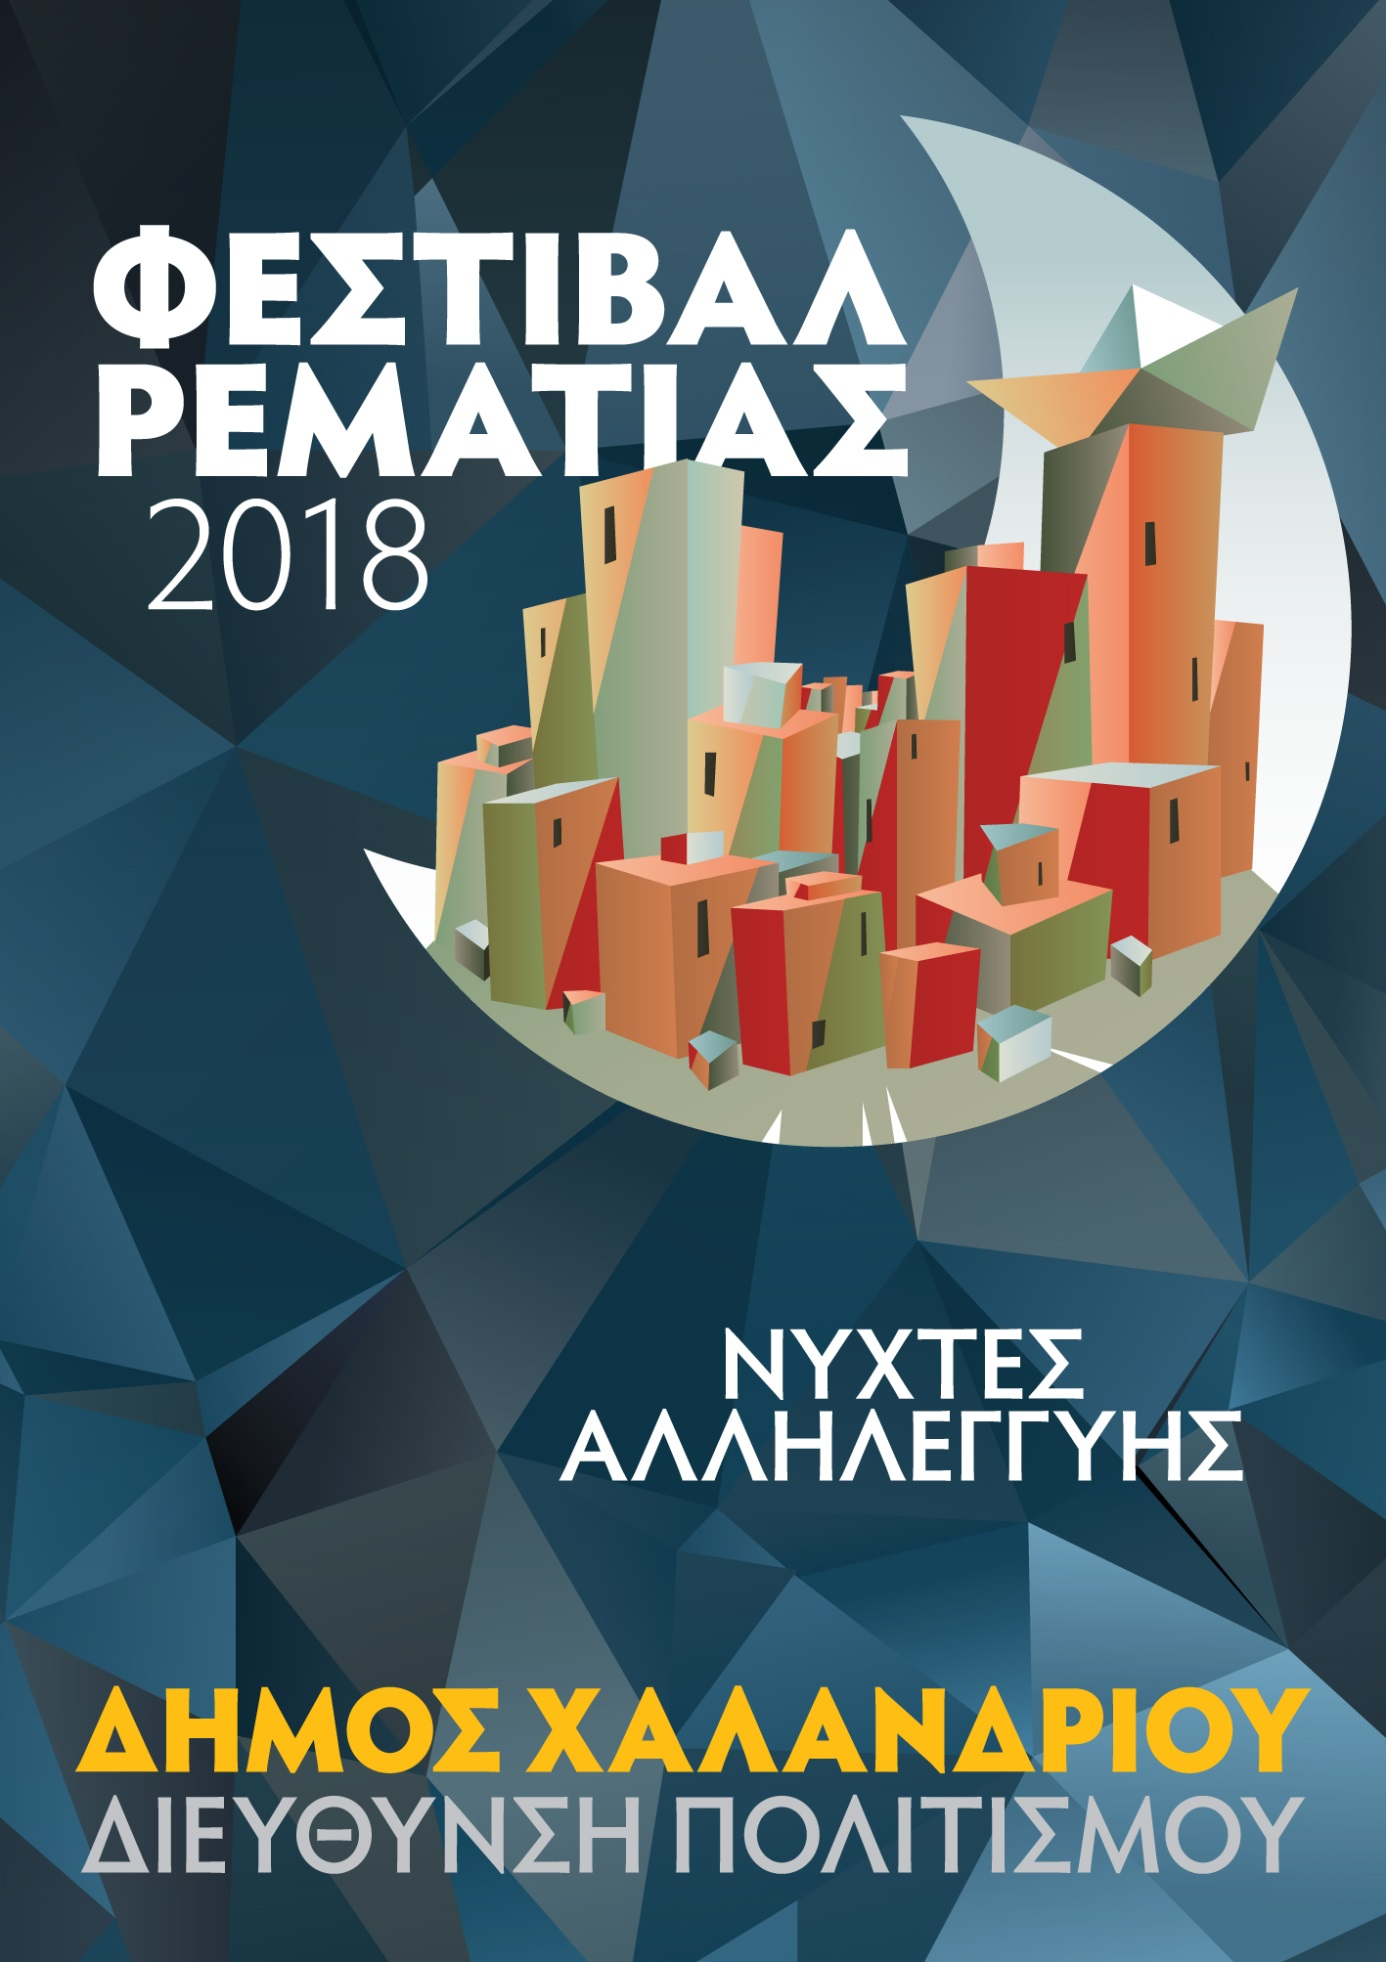 ΦΕΣΤΙΒΑΛ
ΡΕΜΑΤΙΑΣ
2018
ΝΥΧΤΕΣ
ΑΛΛΗΛΕΓΓΥΗΣ
ΔΗΜΟΣ ΧΑΛΑΝΔΡΙΟΥ
ΔΙΕΥΘΥΝΣΗ ΠΟΛΙΤΙΣΜΟΥ